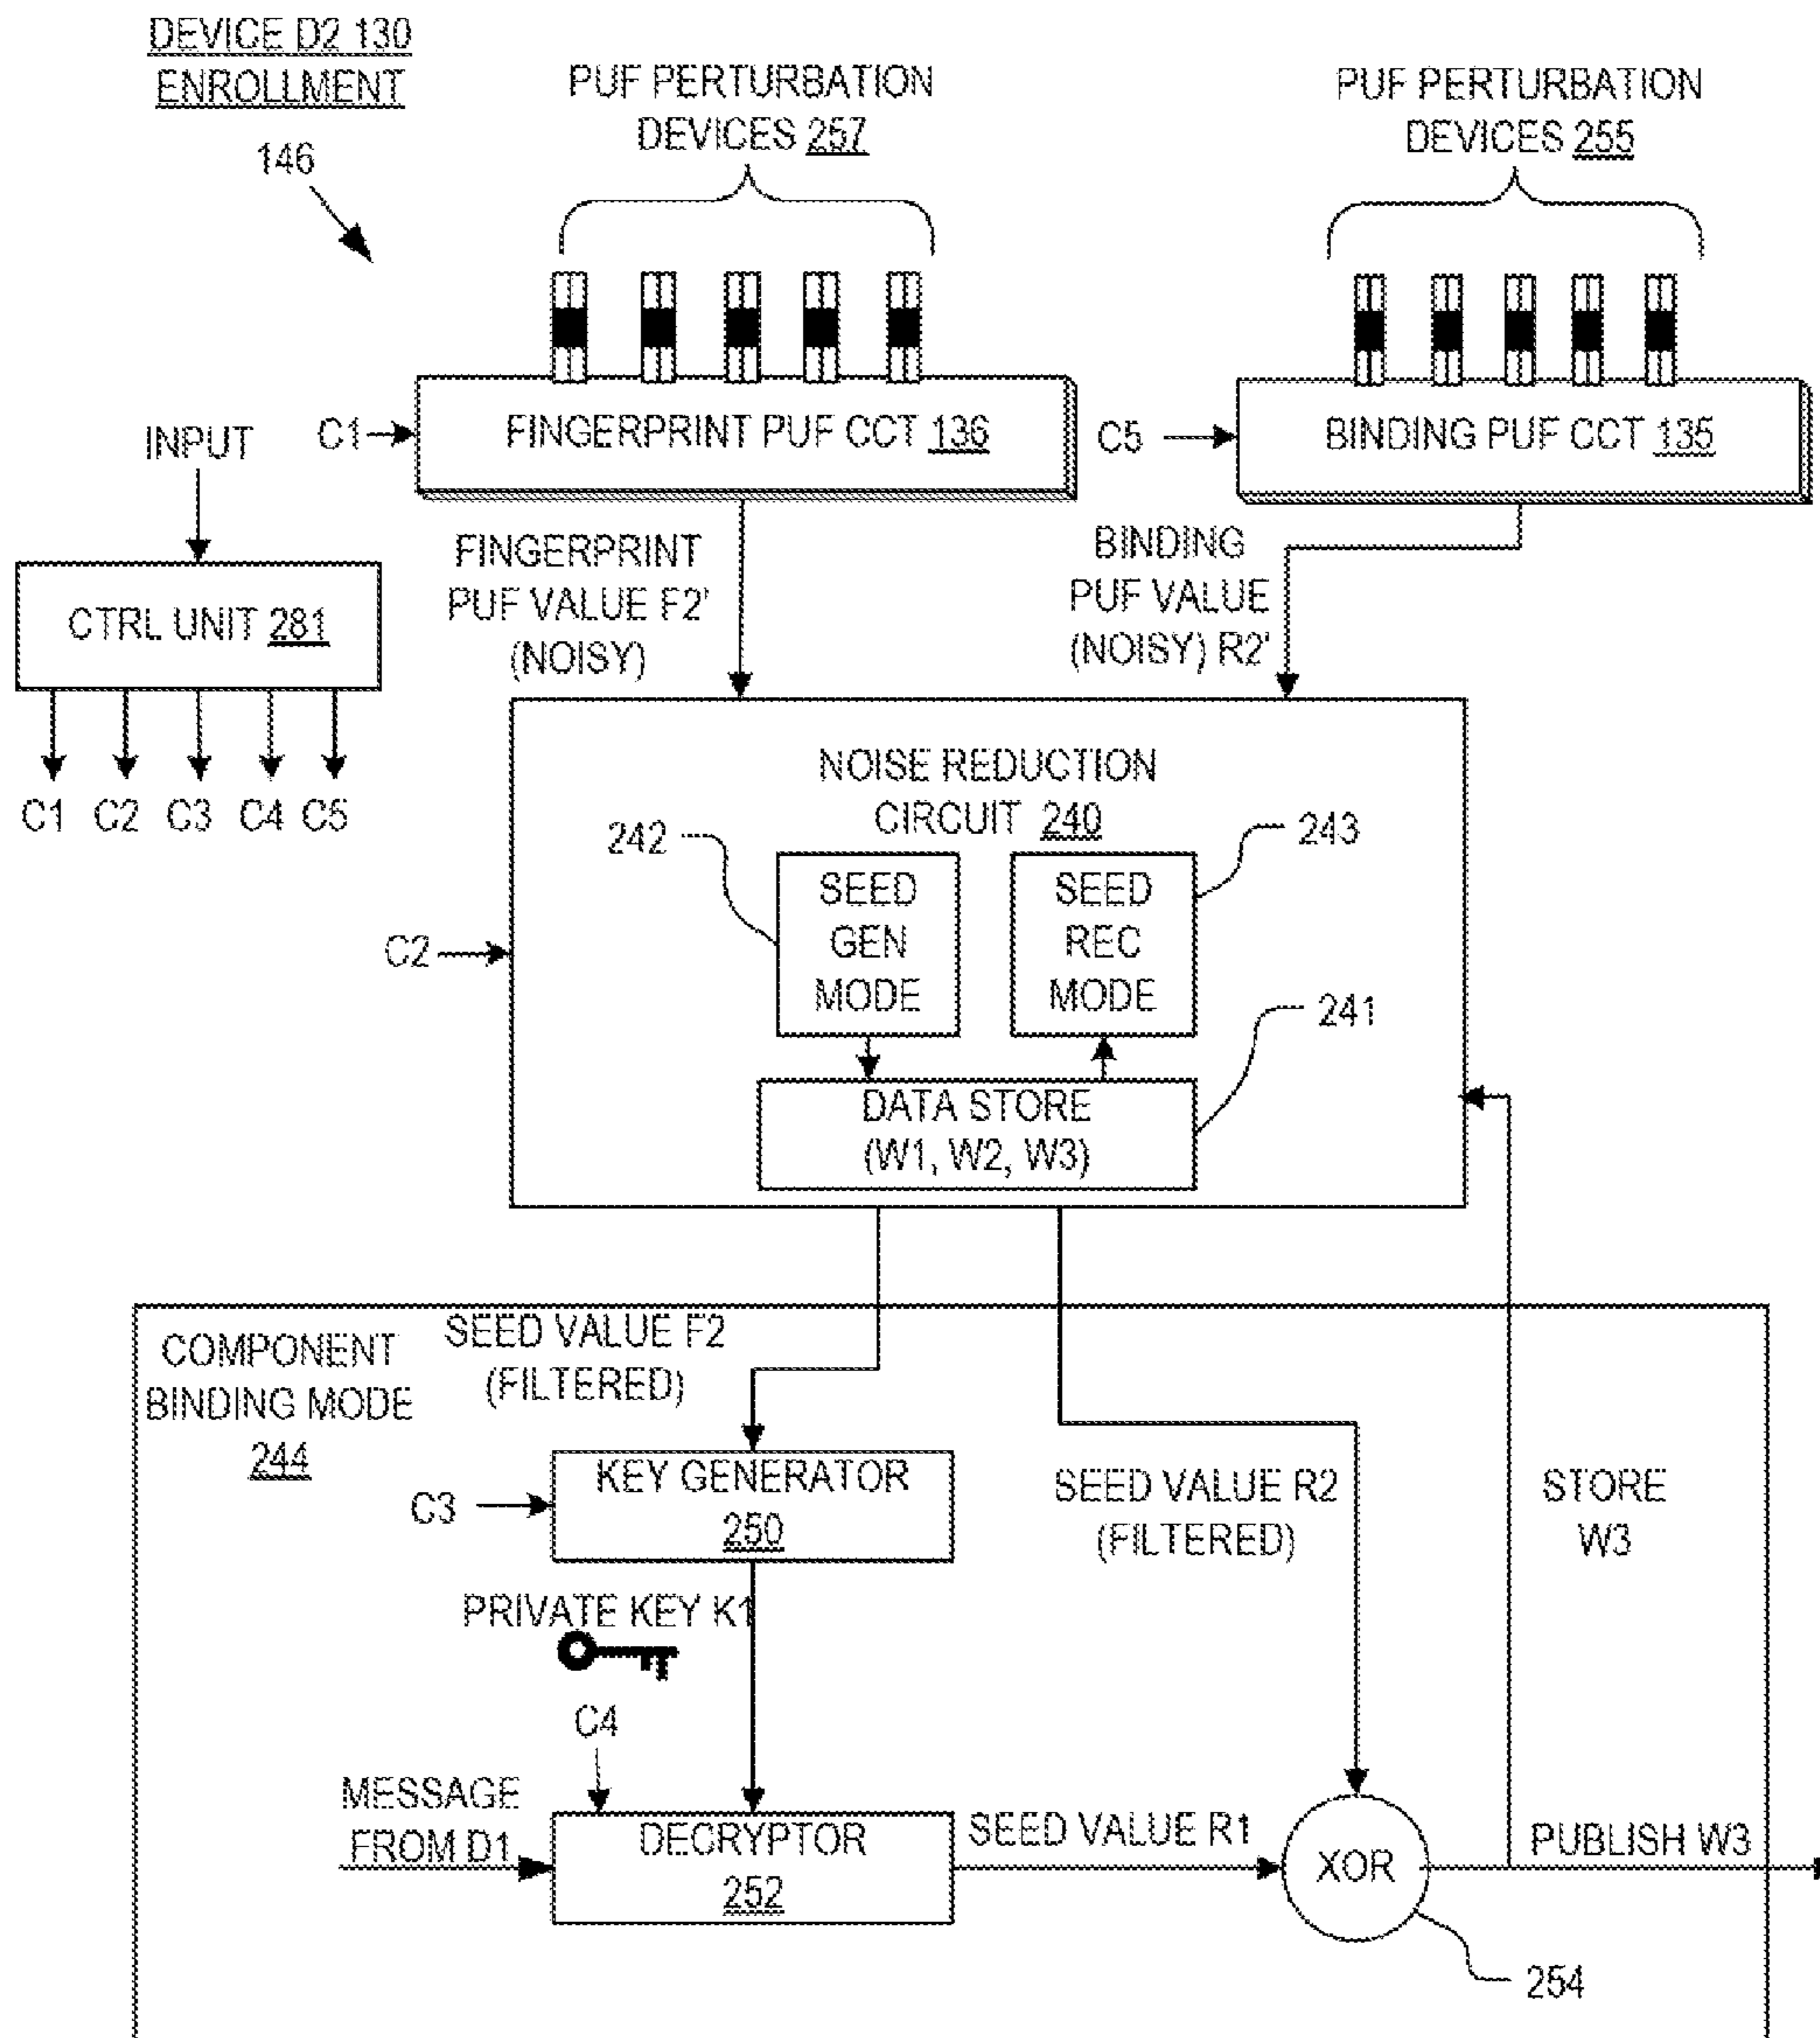 DEVICE D2 130
ENROLLMENT
146
PUF PERTURBATION
DEVICES 257
PUF PERTURBATION
DEVICES 255
INPUT
C1
FINGERPRINT PUF CCT 136
C5
BINDING PUF CCT 135
CTRL UNIT 281
C1 C2 C3 C4 C5
FINGERPRINT
PUF VALUE F2'
(NOISY)
BINDING
PUF VALUE
(NOISY) R2'
NOISE REDUCTION
CIRCUIT 240
242
243
SEED
GEN
MODE
SEED
REC
MODE
C2
241
DATA STORE
(W1, W2, W3)
COMPONENT
BINDING MODE
244
SEED VALUE F2
(FILTERED)
C3
KEY GENERATOR
250
SEED VALUE R2
(FILTERED)
STORE
W3
PRIVATE KEY K1
C4
MESSAGE
FROM D1
DECRYPTOR
252
SEED VALUE R1
XOR
PUBLISH W3
254